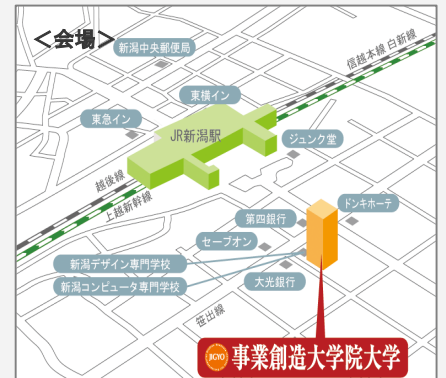 ＜会場＞
新潟中央郵便局
信越本線 白新線
東横イン
東急イン
JR新潟駅
ジュンク堂
越後線
上越新幹線
ドンキホーテ
第四銀行
セーブオン
新潟デザイン専門学校
大光銀行
新潟コンピュータ専門学校
笹出線
JIGYO 事業創造大学院大学